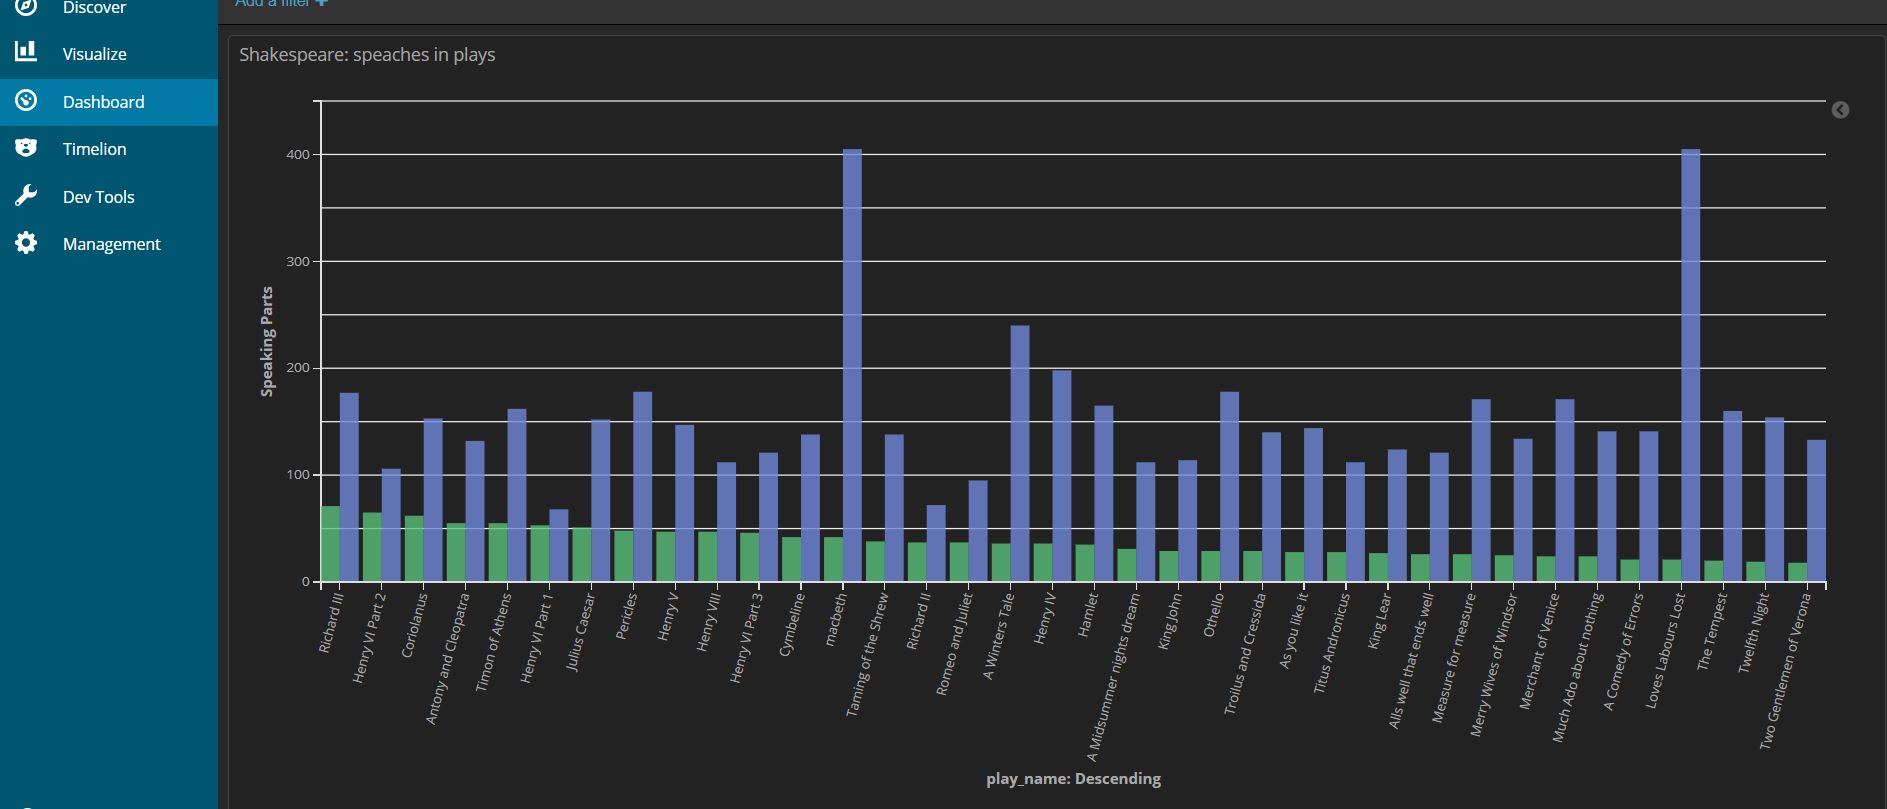 Discover
Visualize
Dashboard
Timelion
Dev Tools
Management
Add a filter +
Shakespeare: speaches in plays
Speaking Parts
400
300
200
100
0
Richard III
Henry VI Part 2
Coriolanus
Antony and Cleopatra
Timon of Athens
Henry VI Part 1
Julius Caesar
Pericles
Henry V
Henry VIII
Henry VI Part 3
Cymbeline
macbeth
Taming of the Shrew
Richard II
Romeo and Juliet
A Winters Tale
Henry IV
Hamlet
A Midsummer nights dream
King John
Othello
Troilus and Cressida
As you like it
Titus Andronicus
King Lear
Alls well that ends well
Measure for measure
Merry Wives of Windsor
Merchant of Venice
Much Ado about nothing
A Comedy of Errors
Loves Labours Lost
The Tempest
Twelfth Night
Two Gentlemen of Verona
play_name: Descending